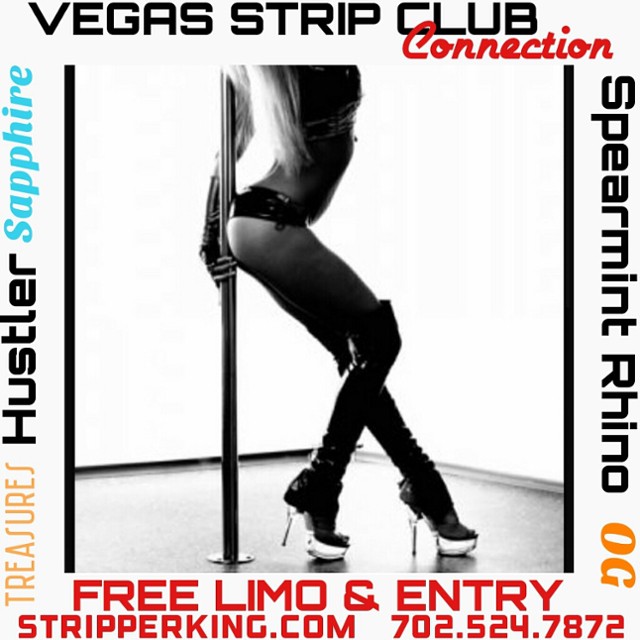 VEGAS STRIP CLUB
Connection
TREASURES Hustler Sapphire
Spearmint Rhino OG
FREE LIMO & ENTRY
STRIPPERKING.COM 702.524.7872